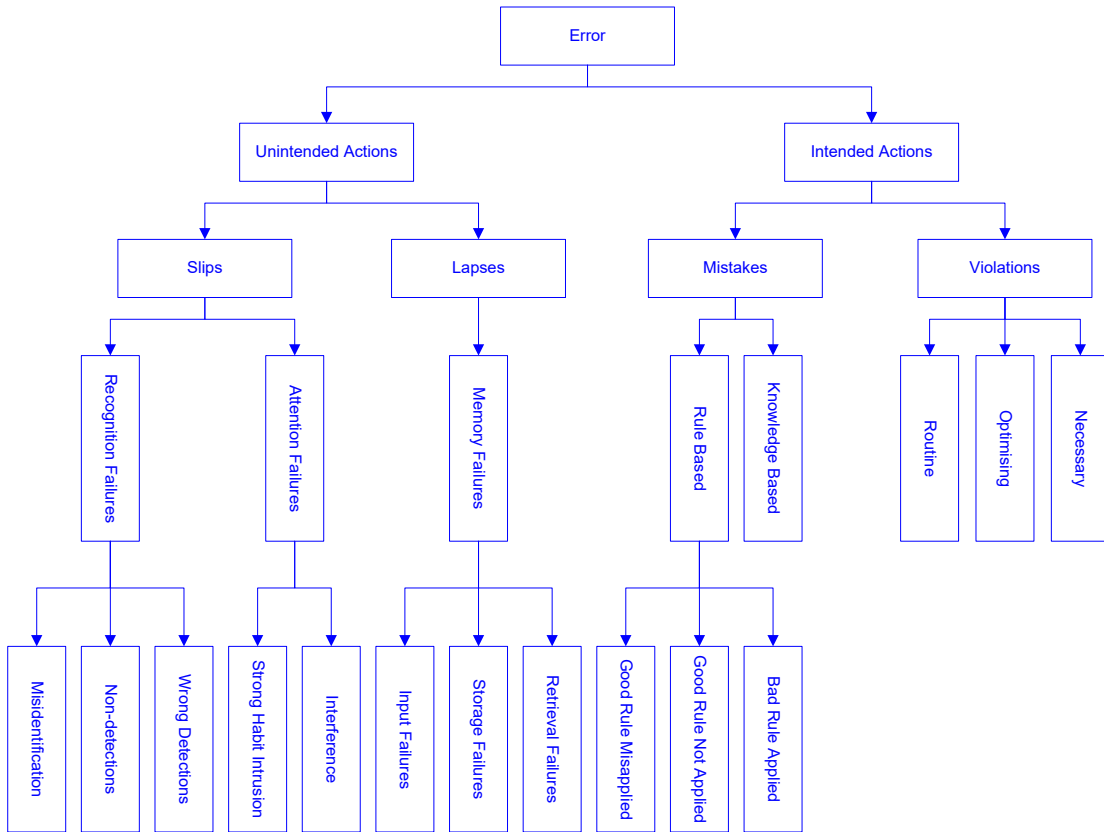 Error
Unintended Actions
Intended Actions
Slips
Lapses
Mistakes
Violations
Recognition Failures
Attention Failures
Memory Failures
Rule Based
Knowledge Based
Routine
Optimising
Necessary
Misidentification
Non-detections
Wrong Detections
Strong Habit Intrusion
Interference
Input Failures
Storage Failures
Retrieval Failures
Good Rule Misapplied
Good Rule Not Applied
Bad Rule Applied